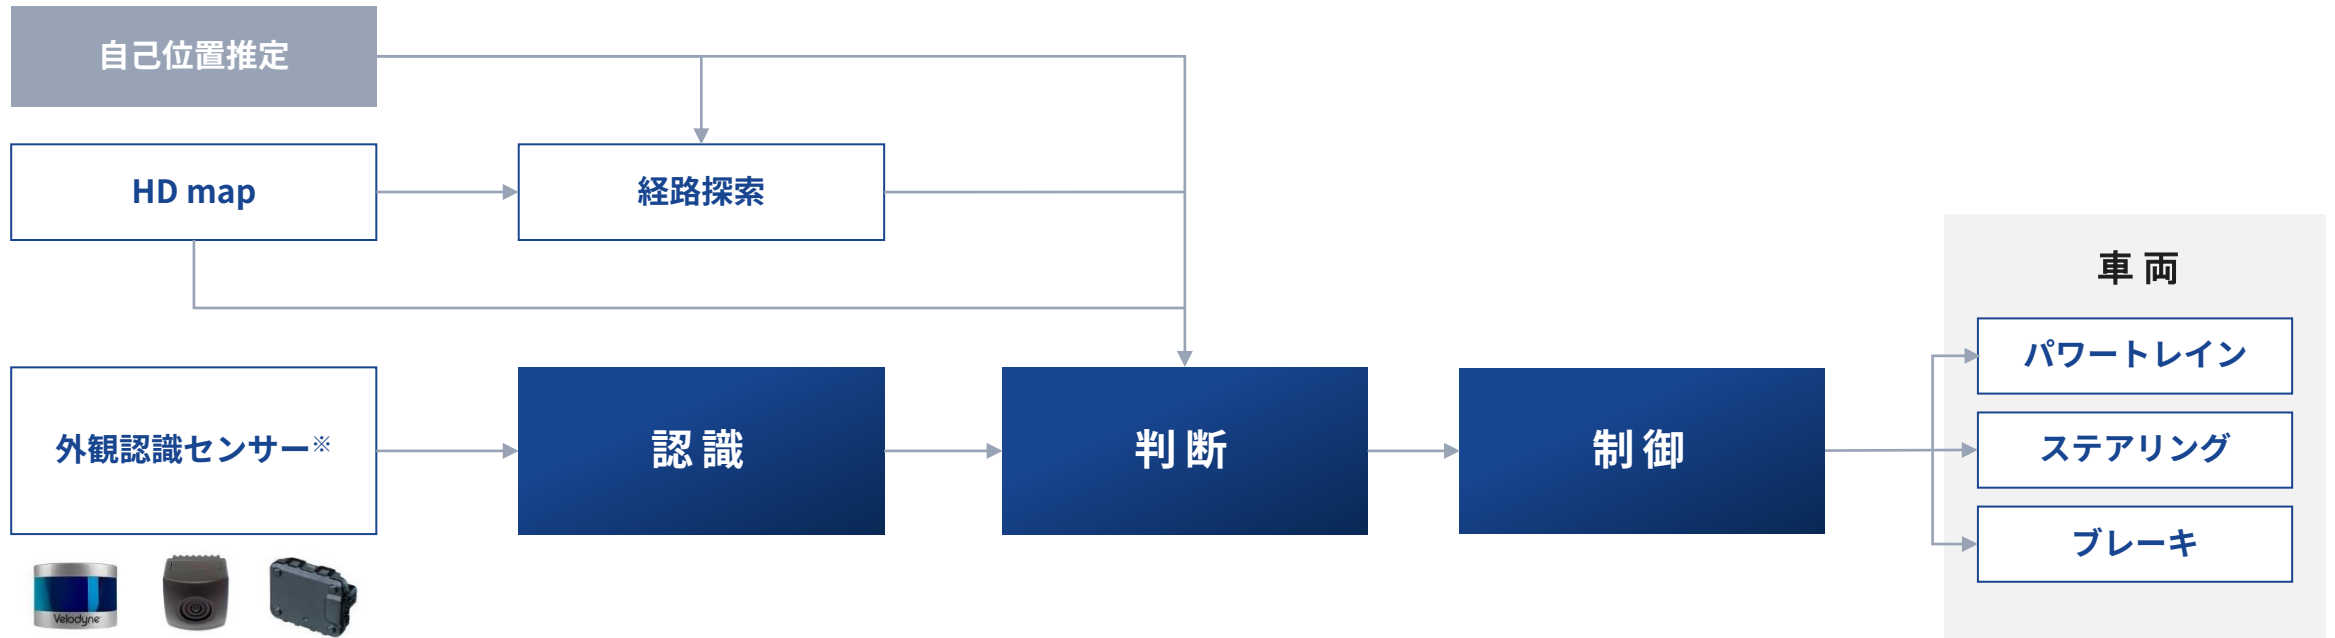 自己位置推定
HD map
経路探索
車両
パワートレイン
外観認識センサー※
認識
判断
制御
ステアリング
ブレーキ
Velodyne